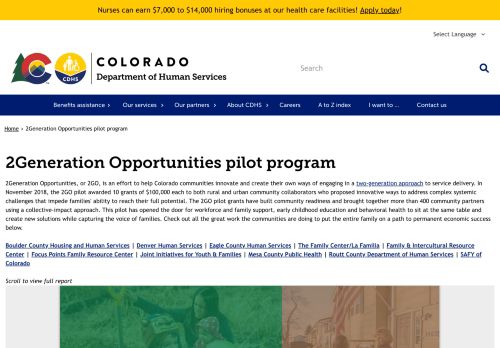 Nurses can earn $7,000 to $14,000 hiring bonuses at our health care facilities! Apply today!
Select Language
COLORADO
Department of Human Services
CDHS
Search
Benefits assistance
Our services
Our partners
About CDHS
Careers
A to Z index
I want to ...
Contact us
Home › 2Generation Opportunities pilot program
2Generation Opportunities pilot program
2Generation Opportunities, or 2GO, is an effort to help Colorado communities innovate and create their own ways of engaging in a two-generation approach to service delivery. In
November 2018, the 2GO pilot awarded 10 grants of $100,000 each to both rural and urban community collaborators who proposed innovative ways to address complex systemic
challenges that impede families' ability to reach their full potential. The 2GO pilot grants have built community readiness and brought together more than 400 community partners
using a collective-impact approach. This pilot has opened the door for workforce and family support, early childhood education and behavioral health to sit at the same table and
create new solutions while capturing the voice of families. Check out all the great work the communities are doing to put the entire family on a path to permanent economic success
below.
Boulder County Housing and Human Services | Denver Human Services | Eagle County Human Services | The Family Center/La Familia | Family & Intercultural Resource
Center | Focus Points Family Resource Center | Joint Initiatives for Youth & Families | Mesa County Public Health | Routt County Department of Human Services | SAFY of
Colorado
Scroll to view full report